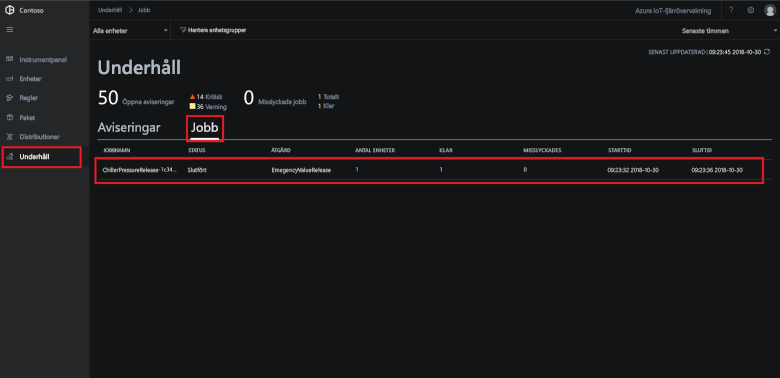 Contoso
Underhåll > Jobb
Azure IoT-fjärrövervakning ?
Alla enheter
Hantera enhetsgrupper
Senaste timmen
Instrumentpanel
Enheter
Regler
Paket
Distributioner
Underhåll
SENAST UPPDATERAD | 09:23:45 2018-10-30
Underhåll
50 Öppna aviseringar
14 Kritisk
36 Varning
0 Misslyckade jobb
1 Totalt
1 Klar
Aviseringar Jobb
JOBBNAMN STATUS ÅTGÄRD ANTAL ENHETER KLAR MISSLYCKADES STARTTID SLUTTID
ChillerPressureRelease-1c34... Slutfört EmegencyValueRelease 1 1 0 09:23:32 2018-10-30 09:23:36 2018-10-30